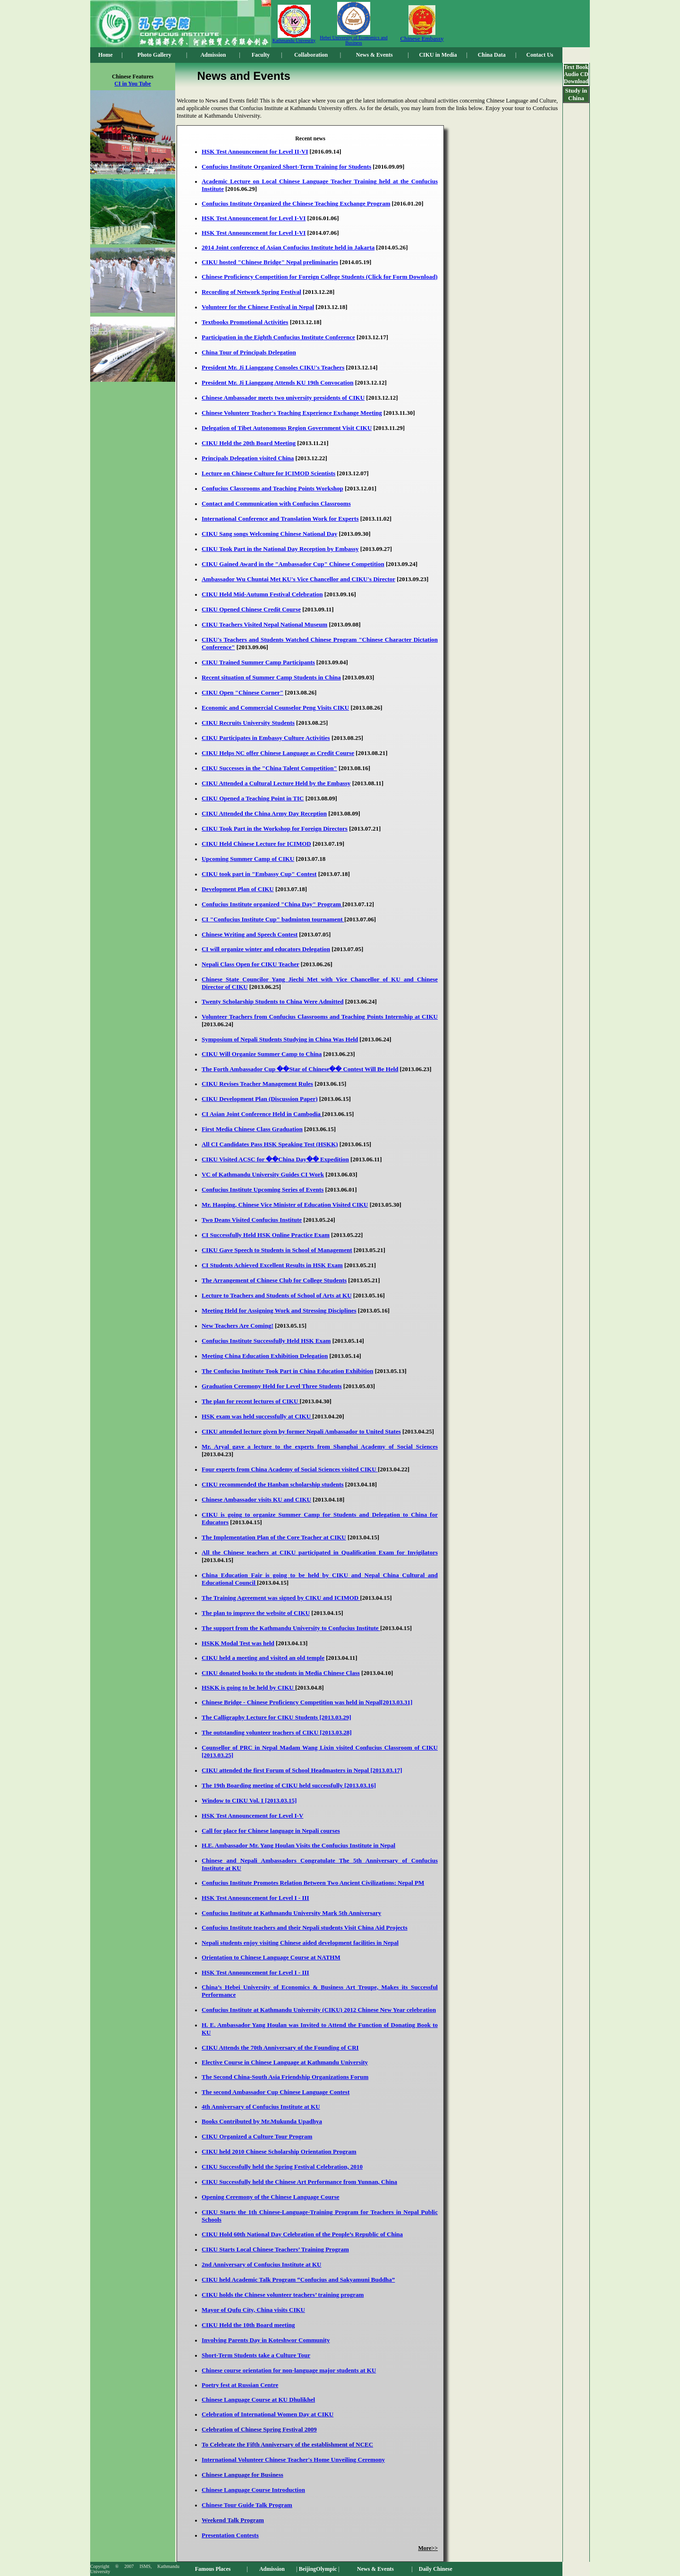 孔子学院
加德满都大学、河北经贸大学联合承办
Kathmandu University
Hebei University of Economics and Business
Chinese Embassy
Home | Photo Gallery | Admission | Faculty | Collaboration | News & Events | CIKU in Media | China Data | Contact Us
Chinese Features
CI in You Tube
Text Book Audio CD Download
Study in China
News and Events
Welcome to News and Events field! This is the exact place where you can get the latest information about cultural activities concerning Chinese Language and Culture, and applicable courses that Confucius Institute at Kathmandu University offers. As for the details, you may learn from the links here below. Enjoy your tour to Confucius Institute at Kathmandu University.
Recent news
HSK Test Announcement for Level II-VI [2016.09.14]
Confucius Institute Organized Short-Term Training for Students [2016.09.09]
Academic Lecture on Local Chinese Language Teacher Training held at the Confucius Institute [2016.06.29]
Confucius Institute Organized the Chinese Teaching Exchange Program [2016.01.20]
HSK Test Announcement for Level I-VI [2016.01.06]
HSK Test Announcement for Level I-VI [2014.07.06]
2014 Joint conference of Asian Confucius Institute held in Jakarta [2014.05.26]
CIKU hosted "Chinese Bridge" Nepal preliminaries [2014.05.19]
Chinese Proficiency Competition for Foreign College Students (Click for Form Download)
Recording of Network Spring Festival [2013.12.20]
Volunteer for the Chinese Festival in Nepal [2013.12.18]
Textbooks Promotional Activities [2013.12.18]
Participation in the Eighth Confucius Institute Conference [2013.12.17]
China Tour of Principals Delegation
President Mr. Ji Lianggang Consoles CIKU's Teachers [2013.12.14]
President Mr. Ji Lianggang Attends KU 19th Convocation [2013.12.12]
Chinese Ambassador meets two university presidents of CIKU [2013.12.12]
Chinese Volunteer Teacher's Teaching Experience Exchange Meeting [2013.11.30]
Delegation of Tibet Autonomous Region Government Visit CIKU [2013.11.29]
CIKU Held the 20th Board Meeting [2013.11.21]
Principals Delegation visited China [2013.12.22]
Lecture on Chinese Culture for ICIMOD Scientists [2013.12.07]
Confucius Classrooms and Teaching Points Workshop [2013.12.01]
Contact and Communication with Confucius Classrooms
International Conference and Translation Work for Experts [2013.11.02]
CIKU Sang songs Welcoming Chinese National Day [2013.09.30]
CIKU Took Part in the National Day Reception by Embassy [2013.09.27]
CIKU Gained Award in the "Ambassador Cup" Chinese Competition [2013.09.24]
Ambassador Wu Chuntai Met KU's Vice Chancellor and CIKU's Director [2013.09.23]
CIKU Held Mid-Autumn Festival Celebration [2013.09.16]
CIKU Opened Chinese Credit Course [2013.09.11]
CIKU Teachers Visited Nepal National Museum [2013.09.08]
CIKU's Teachers and Students Watched Chinese Program "Chinese Character Dictation Conference" [2013.09.06]
CIKU Trained Summer Camp Participants [2013.09.04]
Recent situation of Summer Camp Students in China [2013.09.03]
CIKU Open "Chinese Corner" [2013.08.26]
Economic and Commercial Counselor Peng Visits CIKU [2013.08.26]
CIKU Recruits University Students [2013.08.25]
CIKU Participates in Embassy Culture Activities [2013.08.25]
CIKU Helps NC offer Chinese Language as Credit Course [2013.08.21]
CIKU Successes in the "China Talent Competition" [2013.08.16]
CIKU Attended a Cultural Lecture Held by the Embassy [2013.08.11]
CIKU Opened a Teaching Point in TIC [2013.08.09]
CIKU Attended the China Army Day Reception [2013.08.09]
CIKU Took Part in the Workshop for Foreign Directors [2013.07.21]
CIKU Held Chinese Lecture for ICIMOD [2013.07.19]
Upcoming Summer Camp of CIKU [2013.07.18
CIKU took part in "Embassy Cup" Contest [2013.07.18]
Development Plan of CIKU [2013.07.18]
Confucius Institute organized "China Day" Program [2013.07.12]
CI "Confucius Institute Cup" badminton tournament [2013.07.06]
Chinese Writing and Speech Contest [2013.07.05]
CI will organize winter and educators Delegation [2013.07.05]
Nepali Class Open for CIKU Teacher [2013.06.26]
Chinese State Councilor Yang Jiechi Met with Vice Chancellor of KU and Chinese Director of CIKU [2013.06.25]
Twenty Scholarship Students to China Were Admitted [2013.06.24]
Volunteer Teachers from Confucius Classrooms and Teaching Points Internship at CIKU [2013.06.24]
Symposium of Nepali Students Studying in China Was Held [2013.06.24]
CIKU Will Organize Summer Camp to China [2013.06.23]
The Forth Ambassador Cup ��Star of Chinese�� Contest Will Be Held [2013.06.23]
CIKU Revises Teacher Management Rules [2013.06.15]
CIKU Development Plan (Discussion Paper) [2013.06.15]
CI Asian Joint Conference Held in Cambodia [2013.06.15]
First Media Chinese Class Graduation [2013.06.15]
All CI Candidates Pass HSK Speaking Test (HSKK) [2013.06.15]
CIKU Visited ACSC for ��China Day�� Expedition [2013.06.11]
VC of Kathmandu University Guides CI Work [2013.06.03]
Confucius Institute Upcoming Series of Events [2013.06.01]
Mr. Haoping, Chinese Vice Minister of Education Visited CIKU [2013.05.30]
Two Deans Visited Confucius Institute [2013.05.24]
CI Successfully Held HSK Online Practice Exam [2013.05.22]
CIKU Gave Speech to Students in School of Management [2013.05.21]
CI Students Achieved Excellent Results in HSK Exam [2013.05.21]
The Arrangement of Chinese Club for College Students [2013.05.21]
Lecture to Teachers and Students of School of Arts at KU [2013.05.16]
Meeting Held for Assigning Work and Stressing Disciplines [2013.05.16]
New Teachers Are Coming! [2013.05.15]
Confucius Institute Successfully Held HSK Exam [2013.05.14]
Meeting China Education Exhibition Delegation [2013.05.14]
The Confucius Institute Took Part in China Education Exhibition [2013.05.13]
Graduation Ceremony Held for Level Three Students [2013.05.03]
The plan for recent lectures of CIKU [2013.04.30]
HSK exam was held successfully at CIKU [2013.04.20]
CIKU attended lecture given by former Nepali Ambassador to United States [2013.04.25]
Mr. Aryal gave a lecture to the experts from Shanghai Academy of Social Sciences [2013.04.23]
Four experts from China Academy of Social Sciences visited CIKU [2013.04.22]
CIKU recommended the Hanban scholarship students [2013.04.18]
Chinese Ambassador visits KU and CIKU [2013.04.18]
CIKU is going to organize Summer Camp for Students and Delegation to China for Educators [2013.04.15]
The Implementation Plan of the Core Teacher at CIKU [2013.04.15]
All the Chinese teachers at CIKU participated in Qualification Exam for Invigilators [2013.04.15]
China Education Fair is going to be held by CIKU and Nepal China Cultural and Educational Council [2013.04.15]
The Training Agreement was signed by CIKU and ICIMOD [2013.04.15]
The plan to improve the website of CIKU [2013.04.15]
The support from the Kathmandu University to Confucius Institute [2013.04.15]
HSKK Modal Test was held [2013.04.13]
CIKU held a meeting and visited an old temple [2013.04.11]
CIKU donated books to the students in Media Chinese Class [2013.04.10]
HSKK is going to be held by CIKU [2013.04.8]
Chinese Bridge - Chinese Proficiency Competition was held in Nepal[2013.03.31]
The Calligraphy Lecture for CIKU Students [2013.03.29]
The outstanding volunteer teachers of CIKU [2013.03.28]
Counsellor of PRC in Nepal Madam Wang Lixin visited Confucius Classroom of CIKU [2013.03.25]
CIKU attended the first Forum of School Headmasters in Nepal [2013.03.17]
The 19th Boarding meeting of CIKU held successfully [2013.03.16]
Window to CIKU Vol. I [2013.03.15]
HSK Test Announcement for Level I-V
Call for place for Chinese language in Nepali courses
H.E. Ambassador Mr. Yang Houlan Visits the Confucius Institute in Nepal
Chinese and Nepali Ambassadors Congratulate The 5th Anniversary of Confucius Institute at KU
Confucius Institute Promotes Relation Between Two Ancient Civilizations: Nepal PM
HSK Test Announcement for Level I - III
Confucius Institute at Kathmandu University Mark 5th Anniversary
Confucius Institute teachers and their Nepali students Visit China Aid Projects
Nepali students enjoy visiting Chinese aided development facilities in Nepal
Orientation to Chinese Language Course at NATHM
HSK Test Announcement for Level I - III
China's Hebei University of Economics & Business Art Troupe, Makes its Successful Performance
Confucius Institute at Kathmandu University (CIKU) 2012 Chinese New Year celebration
H. E. Ambassador Yang Houlan was Invited to Attend the Function of Donating Book to KU
CIKU Attends the 70th Anniversary of the Founding of CRI
Elective Course in Chinese Language at Kathmandu University
The Second China-South Asia Friendship Organizations Forum
The second Ambassador Cup Chinese Language Contest
4th Anniversary of Confucius Institute at KU
Books Contributed by Mr.Mukunda Upadhya
CIKU Organized a Culture Tour Program
CIKU held 2010 Chinese Scholarship Orientation Program
CIKU Successfully held the Spring Festival Celebration, 2010
CIKU Successfully held the Chinese Art Performance from Yunnan, China
Opening Ceremony of the Chinese Language Course
CIKU Starts the 1th Chinese-Language-Training Program for Teachers in Nepal Public Schools
CIKU Hold 60th National Day Celebration of the People's Republic of China
CIKU Starts Local Chinese Teachers' Training Program
2nd Anniversary of Confucius Institute at KU
CIKU held Academic Talk Program "Confucius and Sakyamuni Buddha"
CIKU holds the Chinese volunteer teachers' training program
Mayor of Qufu City, China visits CIKU
CIKU Held the 10th Board meeting
Involving Parents Day in Koteshwor Community
Short-Term Students take a Culture Tour
Chinese course orientation for non-language major students at KU
Poetry fest at Russian Centre
Chinese Language Course at KU Dhulikhel
Celebration of International Women Day at CIKU
Celebration of Chinese Spring Festival 2009
To Celebrate the Fifth Anniversary of the establishment of NCEC
International Volunteer Chinese Teacher's Home Unveiling Ceremony
Chinese Language for Business
Chinese Language Course Introduction
Chinese Tour Guide Talk Program
Weekend Talk Program
Presentation Contests
More>>
Copyright ® 2007 HMS, Kathmandu University
Famous Places | Admission | BeijingOlympic | News & Events | Daily Chinese